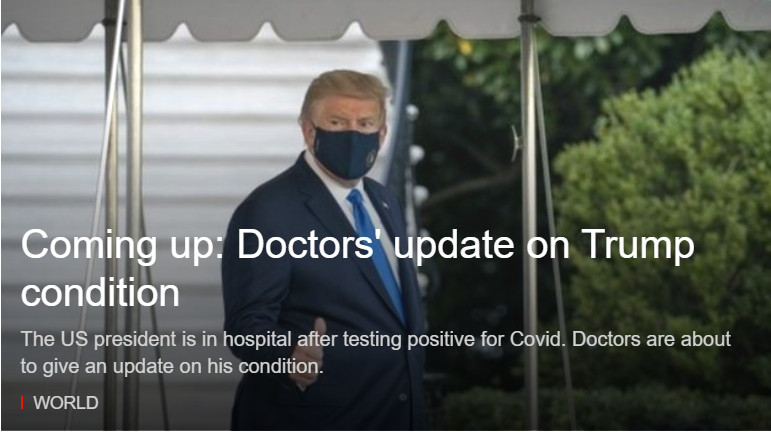 Coming up: Doctors' update on Trump
condition
The US president is in hospital after testing positive for Covid. Doctors are about
to give an update on his condition.
WORLD